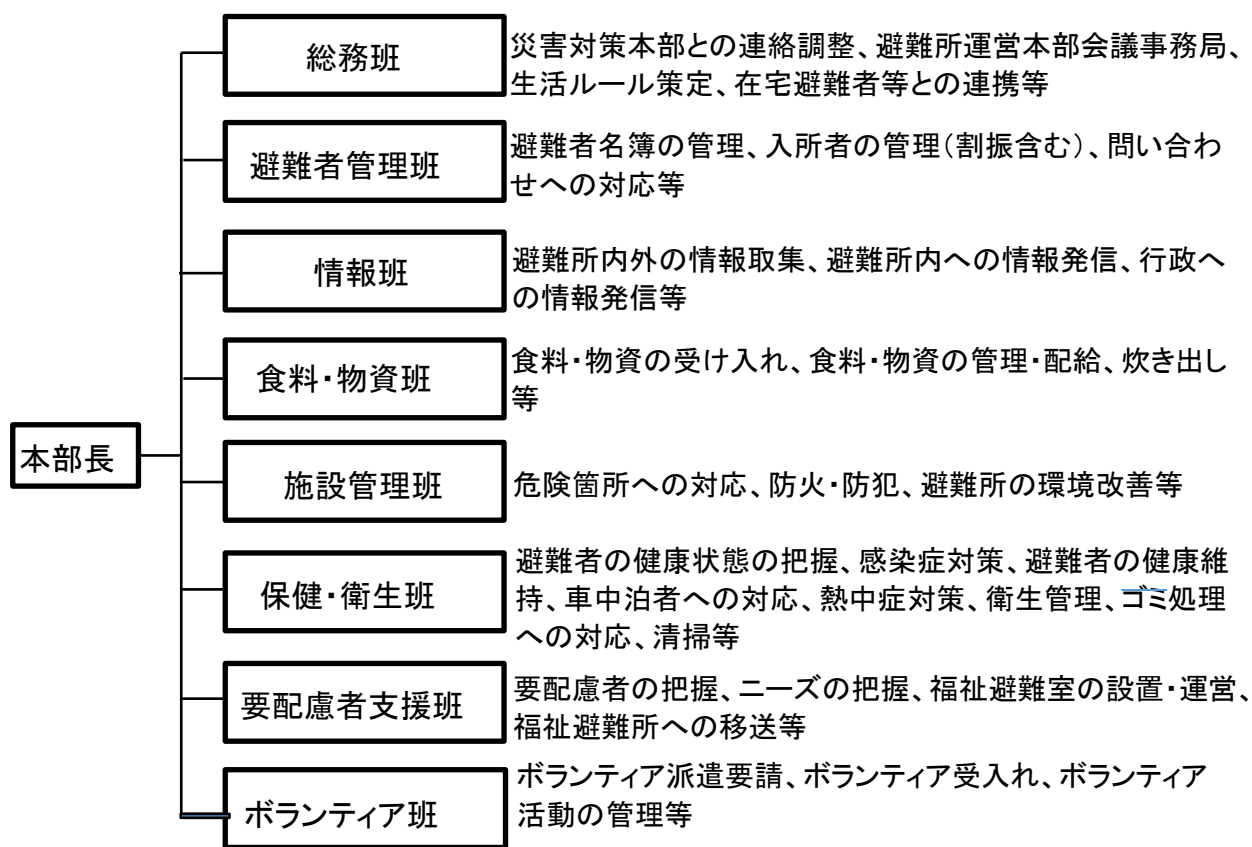 総務班
災害対策本部との連絡調整、避難所運営本部会議事務局、
生活ルール策定、在宅避難者等との連携等
避難者管理班
避難者名簿の管理、入所者の管理(割振含む)、問い合わ
せへの対応等
情報班
避難所内外の情報取集、避難所内への情報発信、行政へ
の情報発信等
食料・物資班
食料・物資の受け入れ、食料・物資の管理・配給、炊き出し
等
本部長
施設管理班
危険箇所への対応、防火・防犯、避難所の環境改善等
保健・衛生班
避難者の健康状態の把握、感染症対策、避難者の健康維
持、車中泊者への対応、熱中症対策、衛生管理、ゴミ処理
への対応、清掃等
要配慮者支援班
要配慮者の把握、ニーズの把握、福祉避難室の設置・運営、
福祉避難所への移送等
ボランティア班
ボランティア派遣要請、ボランティア受入れ、ボランティア
活動の管理等